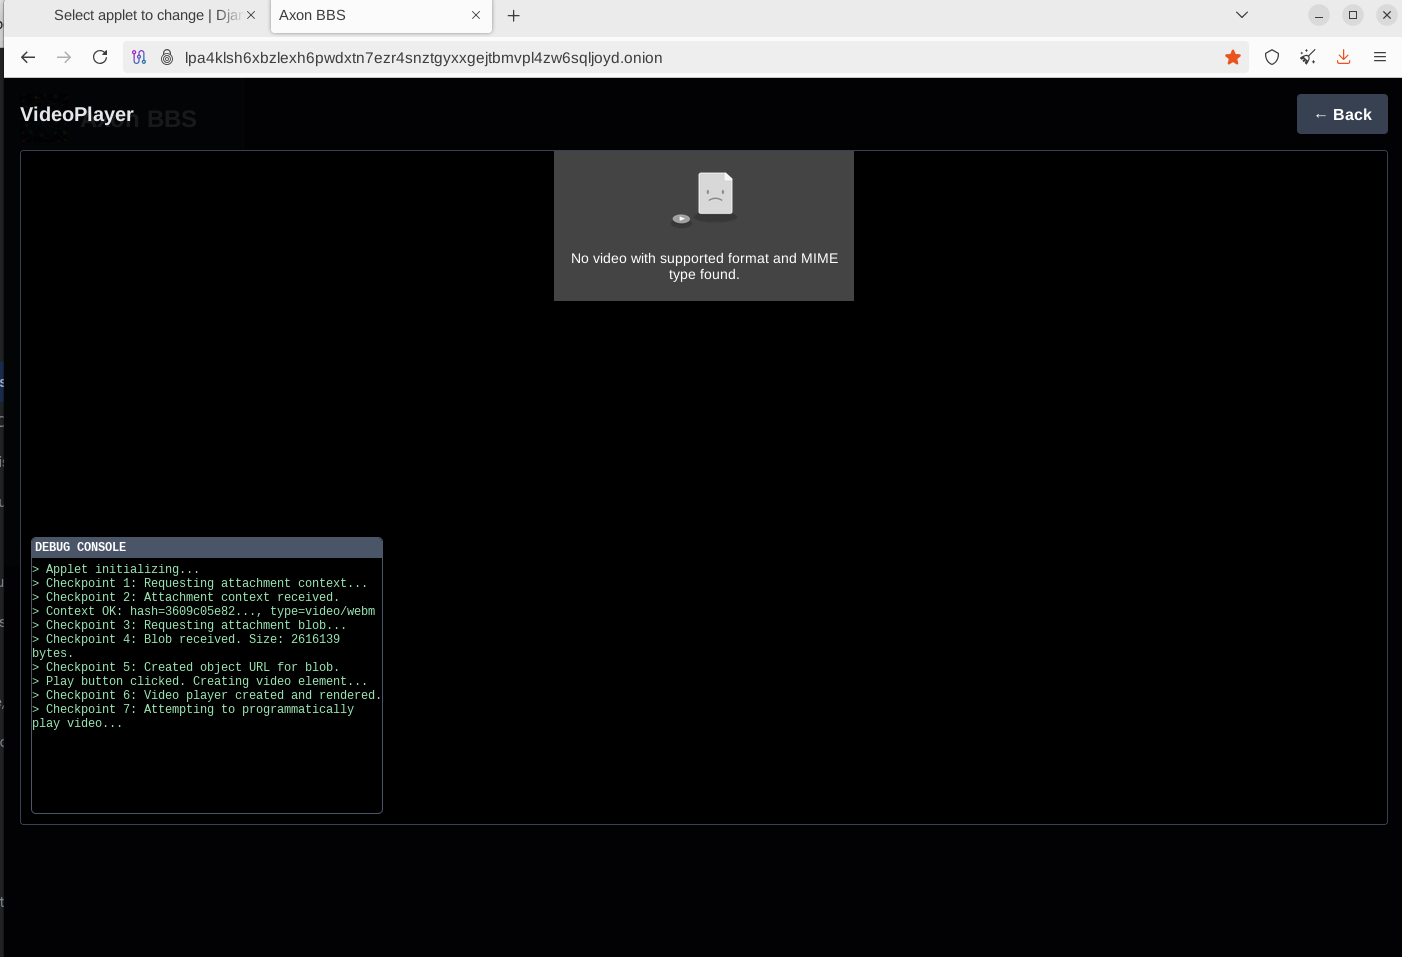 Select applet to change | Djan
Axon BBS
lpa4klsh6xbzlexh6pwdxtn7ezr4snztgyxxgejtbmvpl4zw6sqljoyd.onion
VideoPlayer
Axon BBS
← Back
No video with supported format and MIME
type found.
DEBUG CONSOLE
> Applet initializing...
> Checkpoint 1: Requesting attachment context...
> Checkpoint 2: Attachment context received.
> Context OK: hash=3609c05e82..., type=video/webm
> Checkpoint 3: Requesting attachment blob...
> Checkpoint 4: Blob received. Size: 2616139
bytes.
> Checkpoint 5: Created object URL for blob.
> Play button clicked. Creating video element...
> Checkpoint 6: Video player created and rendered.
> Checkpoint 7: Attempting to programmatically
play video...